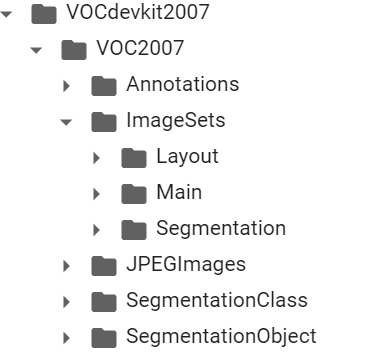 VOCdevkit2007
VOC2007
Annotations
ImageSets
Layout
Main
Segmentation
JPEGImages
SegmentationClass
SegmentationObject